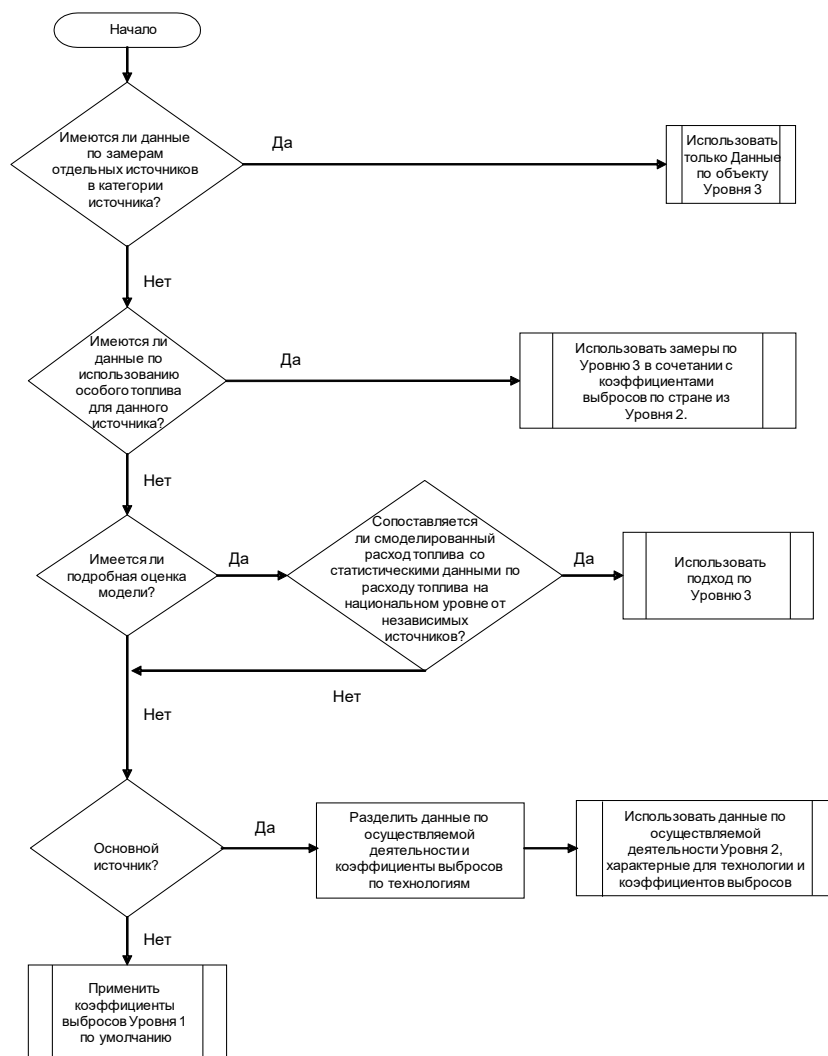 Начало
Имеются ли данные
по замерам
отдельных источников
в категории
источника?
Да
Использовать
только Данные
по объекту
Уровня 3
Нет
Имеются ли
данные по
использованию
особого топлива
для данного
источника?
Да
Использовать замеры по
Уровню 3 в сочетании с
коэффициентами
выбросов по стране из
Уровня 2.
Нет
Имеется ли
подробная оценка
модели?
Да
Сопоставляется
ли смоделированный
расход топлива со
статистическими данными по
расходу топлива на
национальном уровне от
независимых
источников?
Да
Использовать
подход по
Уровню 3
Нет
Нет
Основной
источник?
Да
Разделить данные по
осуществляемой
деятельности и
коэффициенты выбросов
по технологиям
Использовать данные по
осуществляемой
деятельности Уровня 2,
характерные для технологии и
коэффициентов выбросов
Нет
Применить
коэффициенты
выбросов Уровня 1
по умолчанию